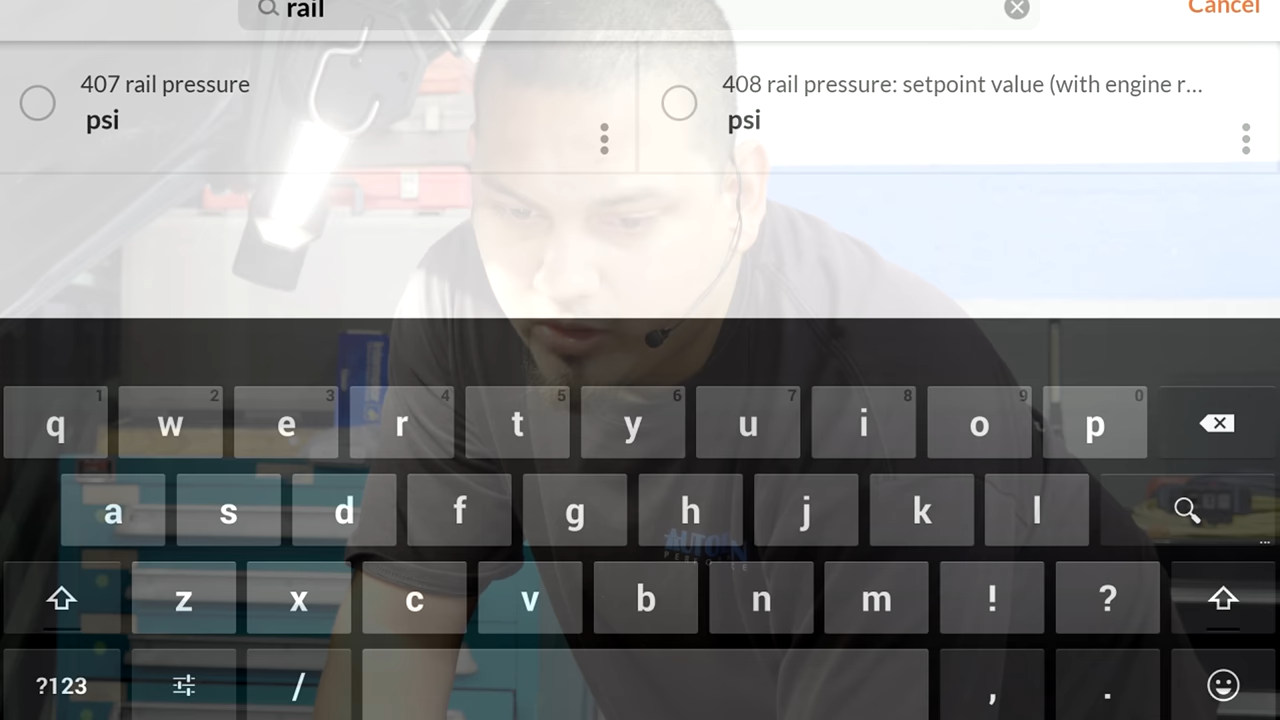 rail
Cancel
407 rail pressure
psi
408 rail pressure: setpoint value (with engine r...
psi
1 2 3 4 5 6 7 8 9 0
q w e r t y u i o p
a s d f g h j k l
...
z x c v b n m ! ?
?123 / , .